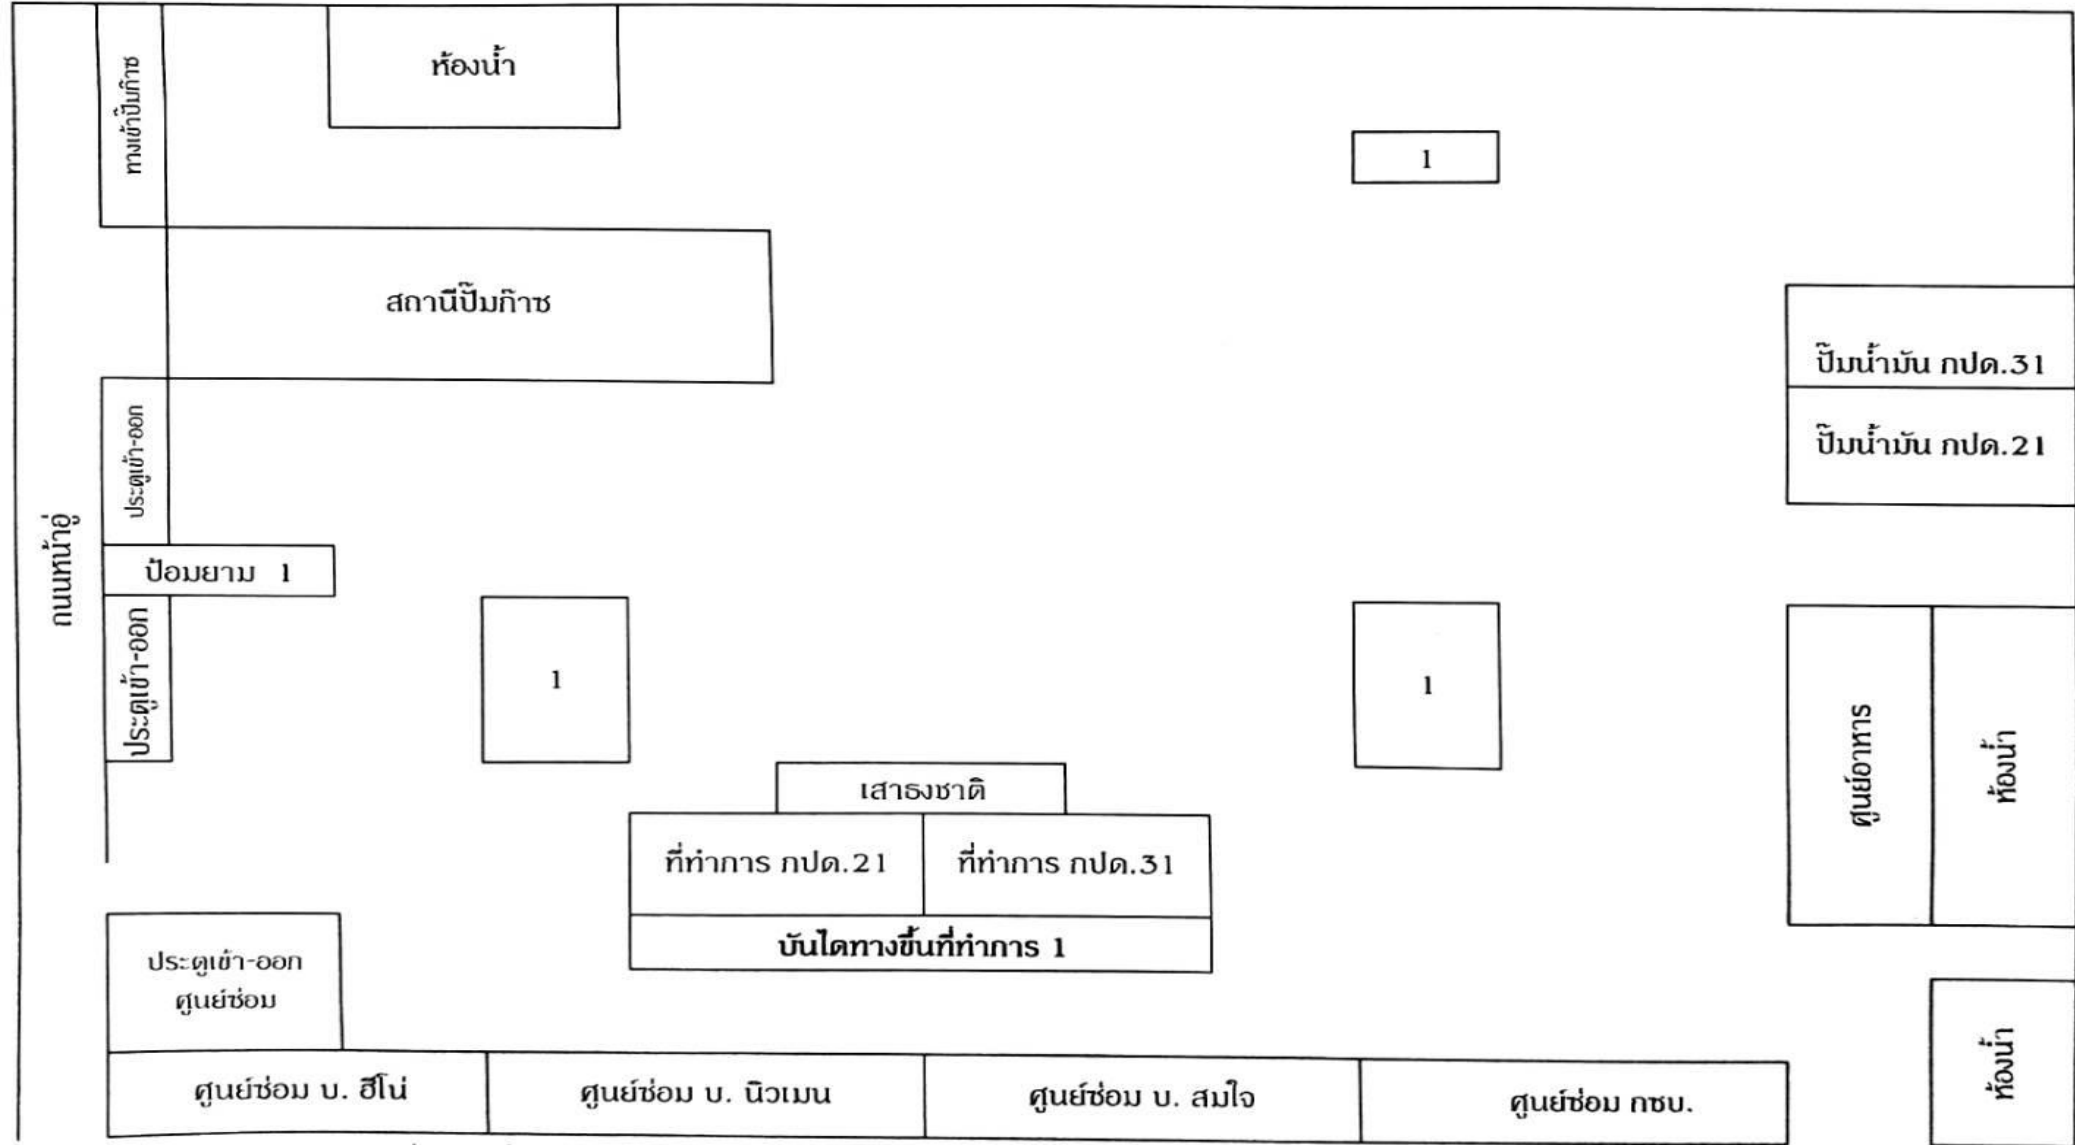 ห้องน้ำ
ทางเข้าปั๊มก๊าซ
1
สถานีปั๊มก๊าซ
ปั๊มน้ำมัน กปด.31
ปั๊มน้ำมัน กปด.21
ประตูเข้า-ออก
ถนนหน้าอู่
ป้อมยาม 1
ประตูเข้า-ออก
1
1
ศูนย์อาหาร
ห้องน้ำ
เสาธงชาติ
ที่ทำการ กปด.21
ที่ทำการ กปด.31
บันไดทางขึ้นที่ทำการ 1
ประตูเข้า-ออก
ศูนย์ซ่อม
ห้องน้ำ
ศูนย์ซ่อม บ. ฮีโน่
ศูนย์ซ่อม บ. นิวเมน
ศูนย์ซ่อม บ. สมใจ
ศูนย์ซ่อม กซบ.